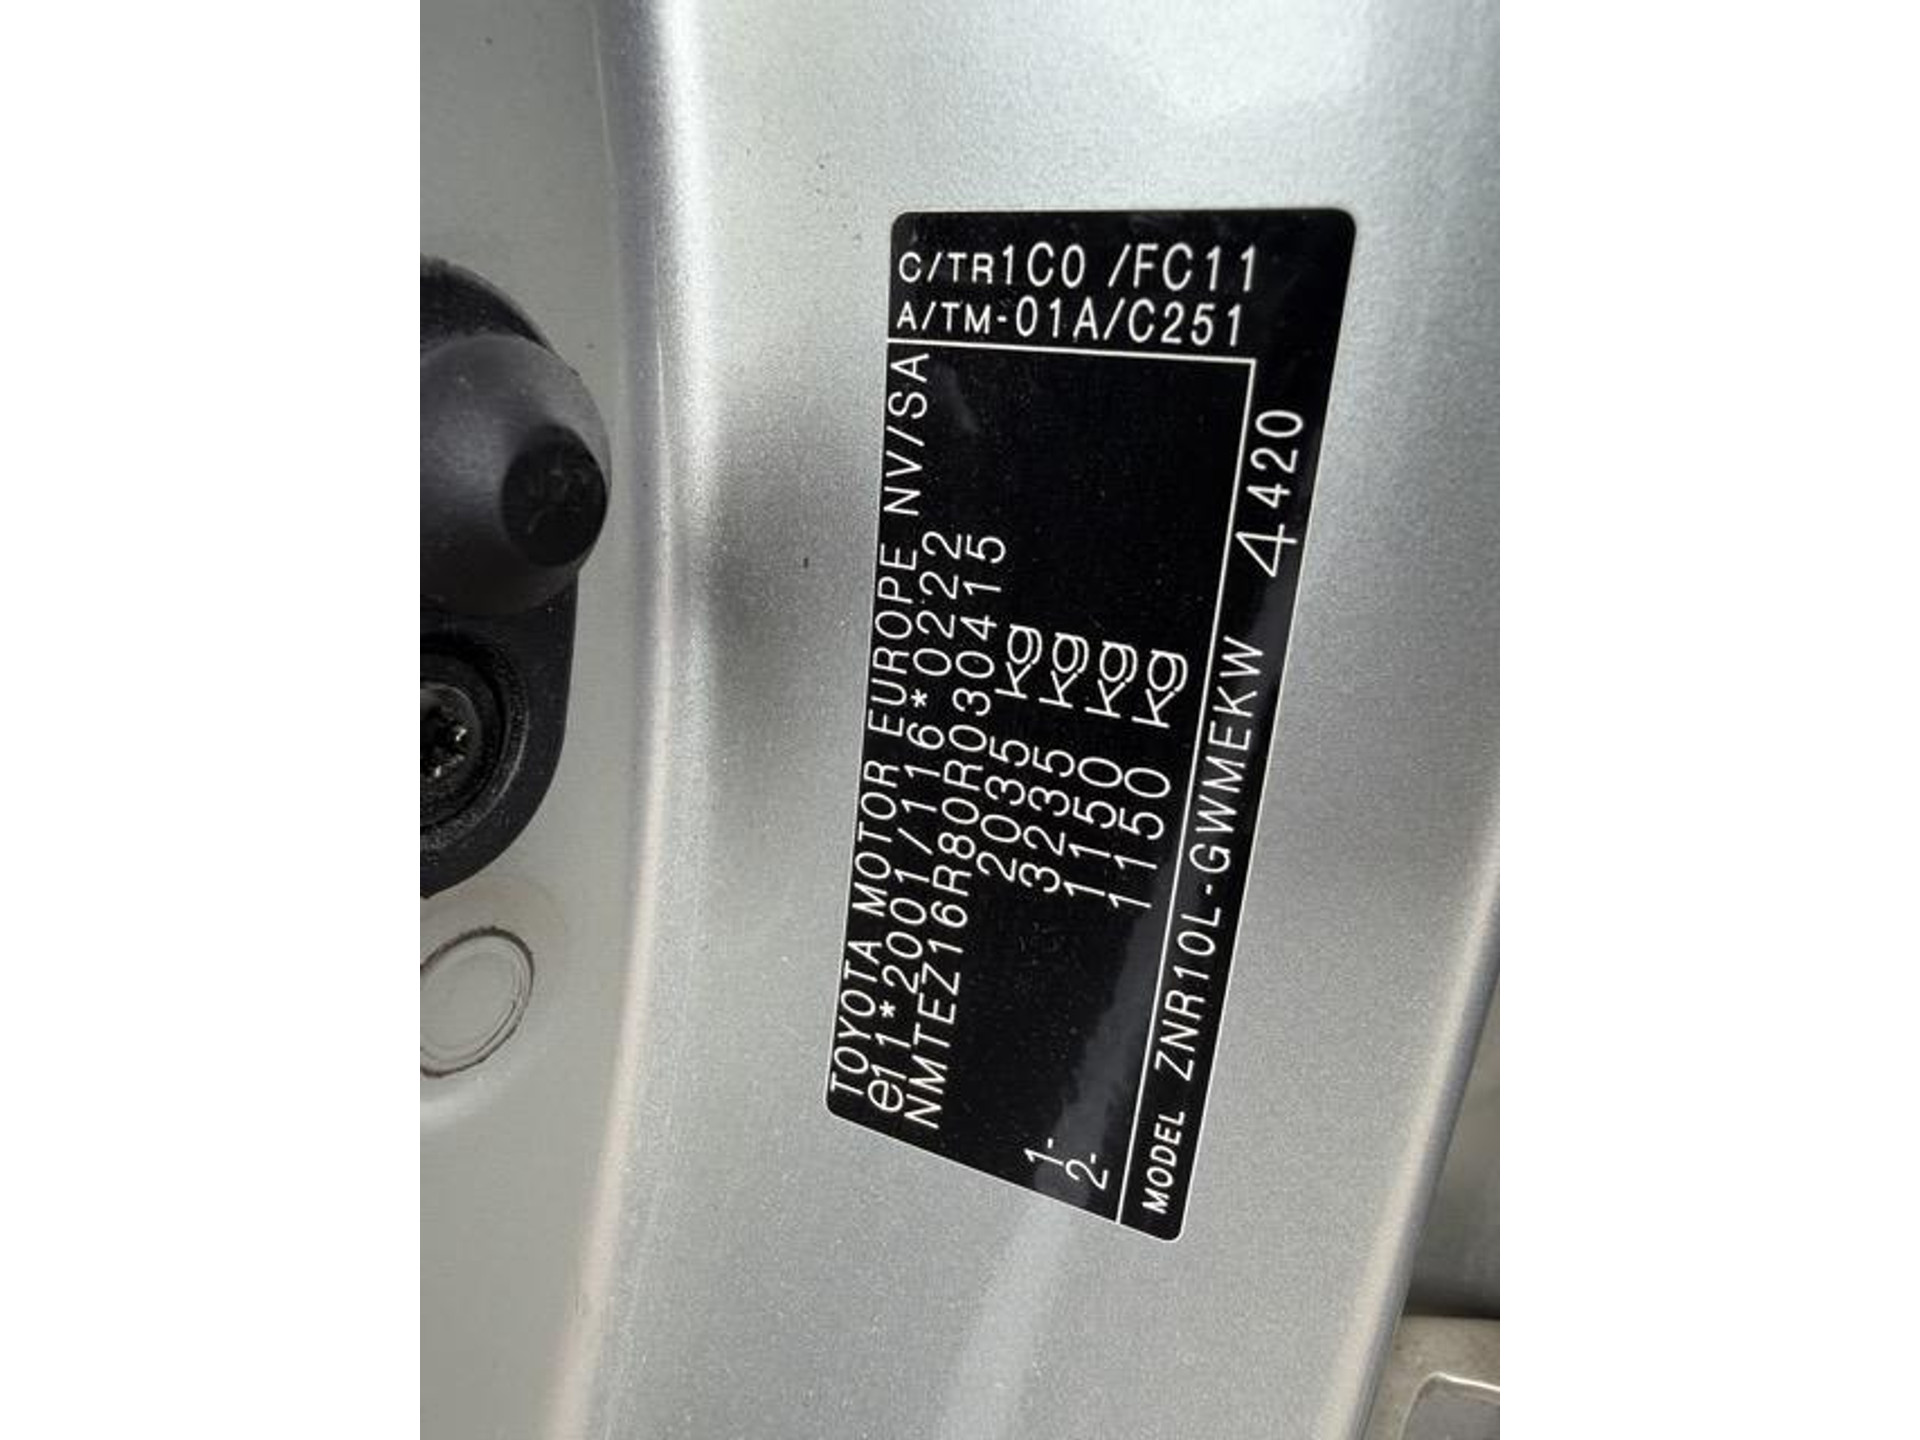 C/TR1C0 /FC11
A/TM-01A/C251
TOYOTA MOTOR EUROPE NV/SA
e11*2001/116*0222
NMTEZ16R80R030415
2035 kg
3235 kg
1- 1150 kg
2- 1150 kg
MODEL ZNR10L-GWMEKW 4420